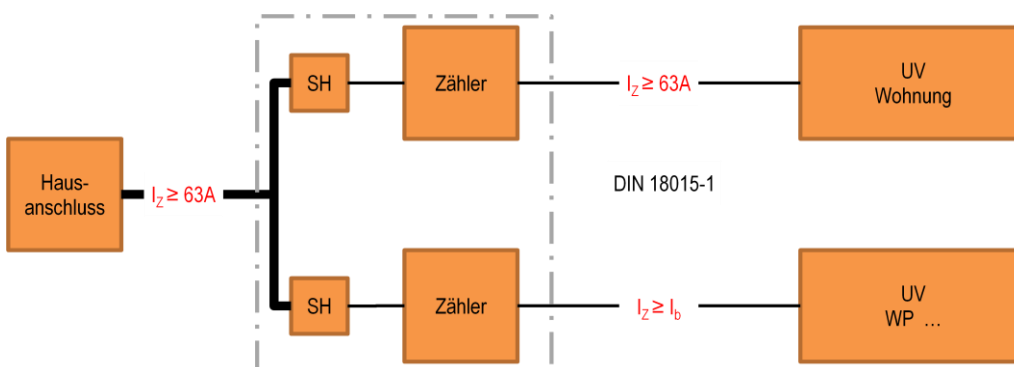 SH
Zähler
I_Z ≥ 63A
UV
Wohnung
Haus-
anschluss
I_Z ≥ 63A
DIN 18015-1
SH
Zähler
I_Z ≥ I_b
UV
WP ...